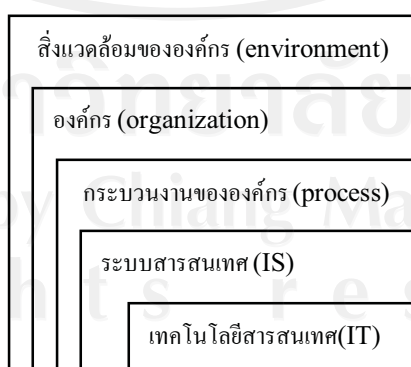 สิ่งแวดล้อมขององค์กร (environment)
องค์กร (organization)
กระบวนงานขององค์กร (process)
ระบบสารสนเทศ (IS)
เทคโนโลยีสารสนเทศ(IT)